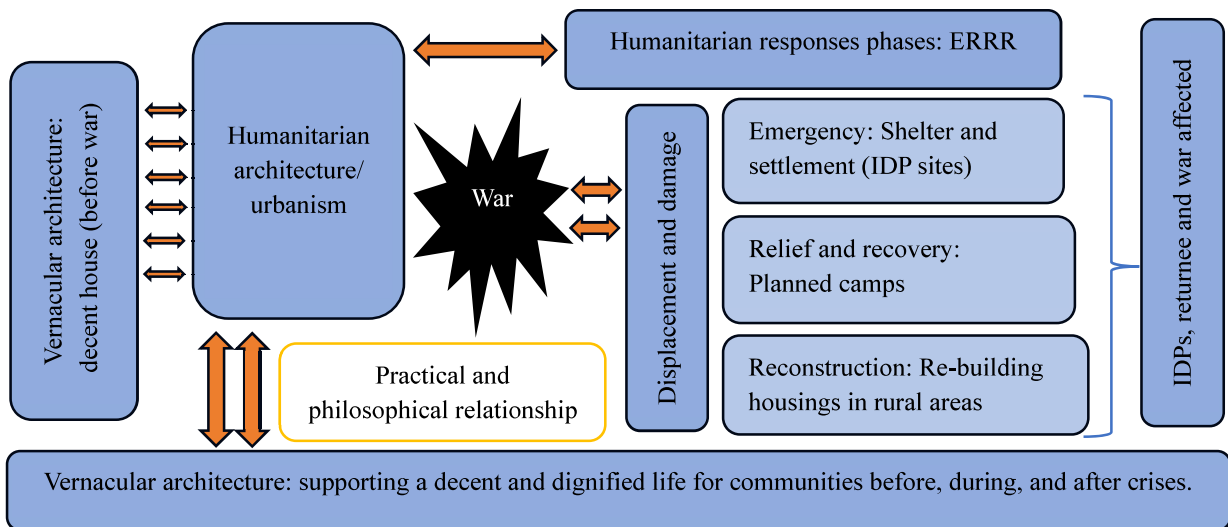 Vernacular architecture:
decent house (before war)
Humanitarian
architecture/
urbanism
Humanitarian responses phases: ERRR
War
Displacement and damage
Emergency: Shelter and
settlement (IDP sites)
Relief and recovery:
Planned camps
Reconstruction: Re-building
housings in rural areas
IDPs, returnee and war affected
Practical and
philosophical relationship
Vernacular architecture: supporting a decent and dignified life for communities before, during, and after crises.